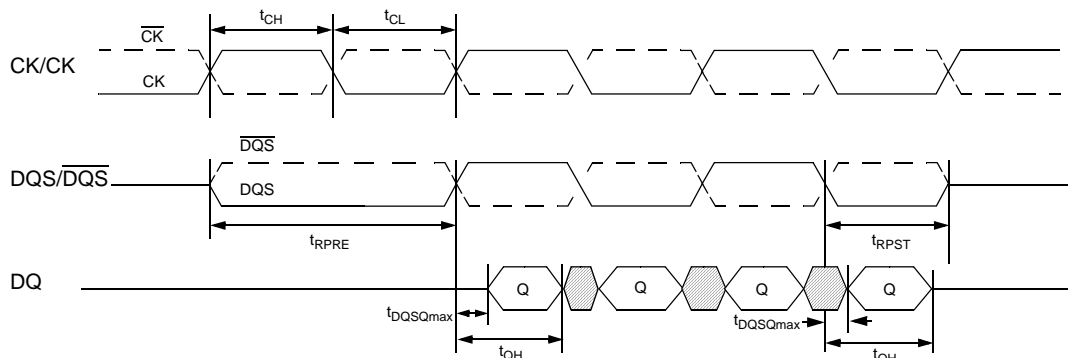 tCH
tCL
CK
CK/CK
CK
DQS
DQS/DQS
DQS
tRPRE
tRPST
DQ
Q
Q
Q
Q
tDQSQmax
tDQSQmax
tQH
tQH